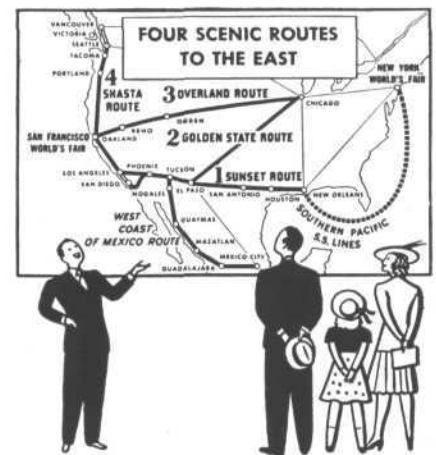 FOUR SCENIC ROUTES
TO THE EAST
VANCOUVER
VICTORIA
SEATTLE
TACOMA
PORTLAND
4
SHASTA
ROUTE
3 OVERLAND ROUTE
NEW YORK
WORLD'S FAIR
CHICAGO
OGDEN
RENO
OAKLAND
SAN FRANCISCO
WORLD'S FAIR
2 GOLDEN STATE ROUTE
LOS ANGELES
PHOENIX
TUCSON
1 SUNSET ROUTE
SAN DIEGO
NOGALES
EL PASO
SAN ANTONIO
HOUSTON
NEW ORLEANS
SOUTHERN PACIFIC
S.S. LINES
WEST
COAST
OF MEXICO ROUTE
GUAYMAS
MAZATLAN
MEXICO CITY
GUADALAJARA